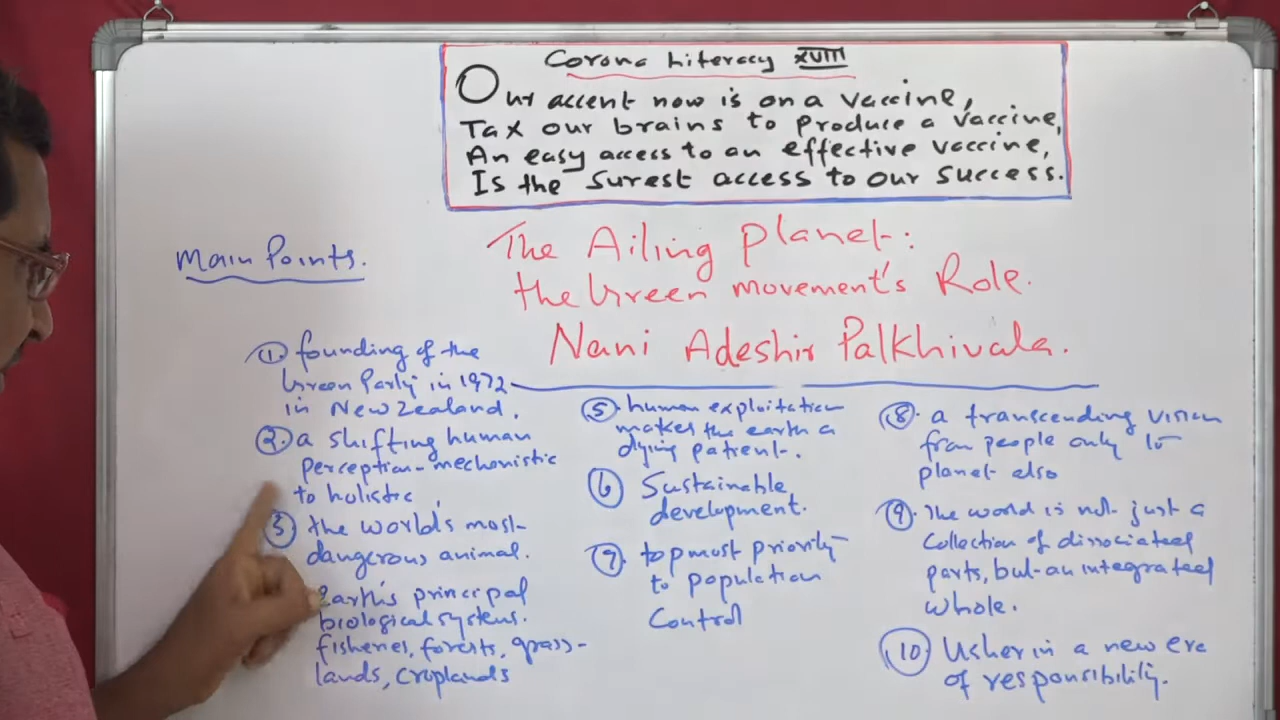 Corona Literacy XVIII
Our accent now is on a vaccine,
Tax our brains to produce a vaccine,
An easy access to an effective vaccine,
Is the surest access to our success.
The Ailing planet:
the Green movement's Role.
Nani Adeshir Palkhivala.
Main Points.
1. founding of the
Green Party in 1972
in New Zealand.
2. a shifting human
perception-mechonistic
to holistic
3 the world's most
dangerous animal.
Earth's principal
biological systems.
fisheries, forests, grass-
lands, croplands
5. human exploitation
makes the earth a
dying patient.
6 Sustainable
development.
7. topmost priority
to population
Control
8. a transcending vision
from people only to
planet also
9. The world is not just a
Collection of dissociated
parts, but an integrated
whole.
10 Usher in a new era
of responsibility.